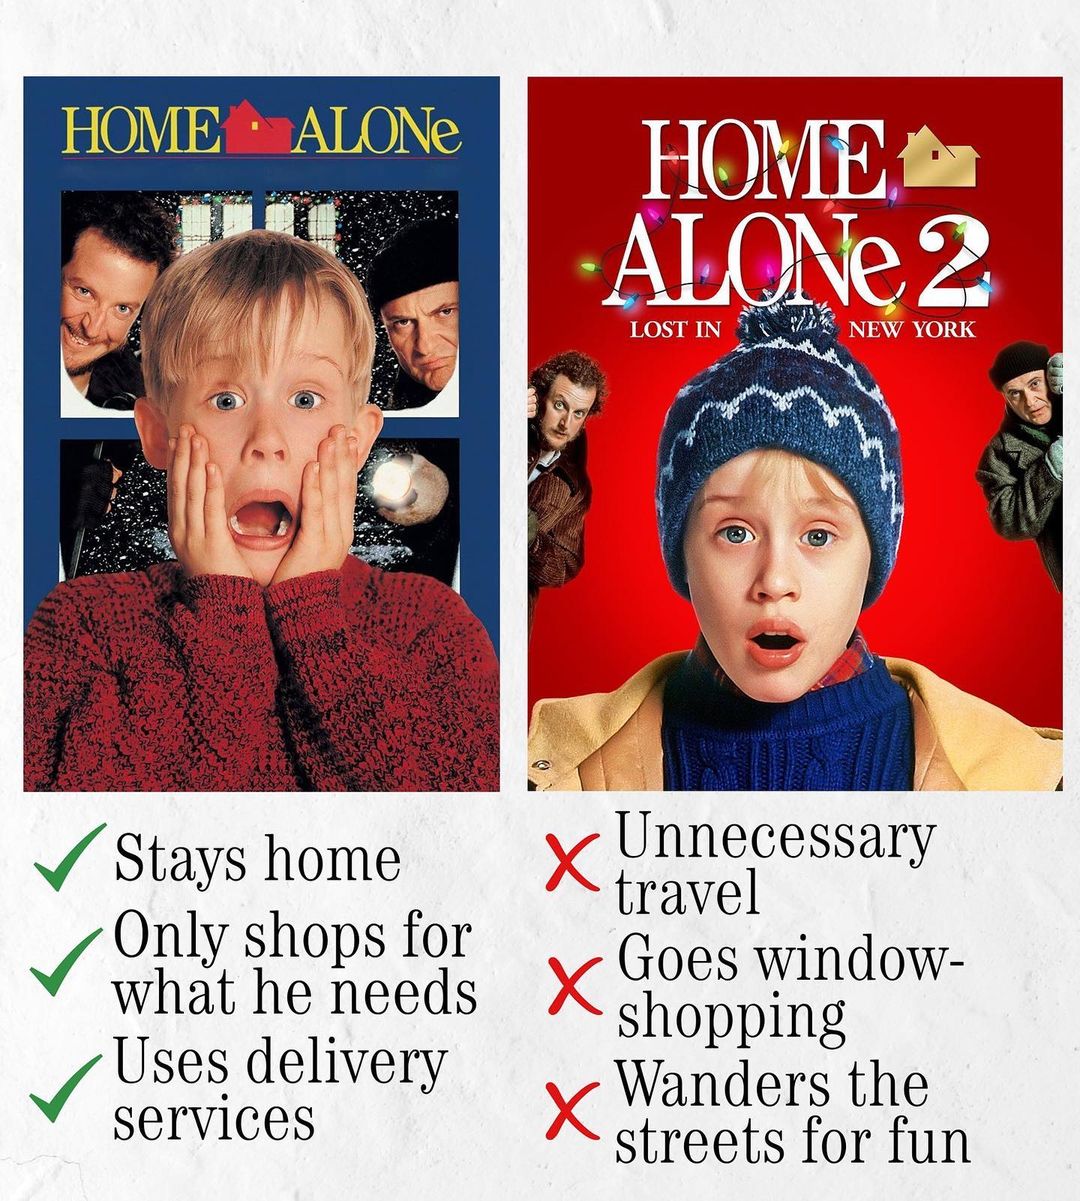 HOME ALONe
HOME
ALONe 2
LOST IN NEW YORK
Stays home
Only shops for
what he needs
Uses delivery
services
Unnecessary
travel
Goes window-
shopping
Wanders the
streets for fun